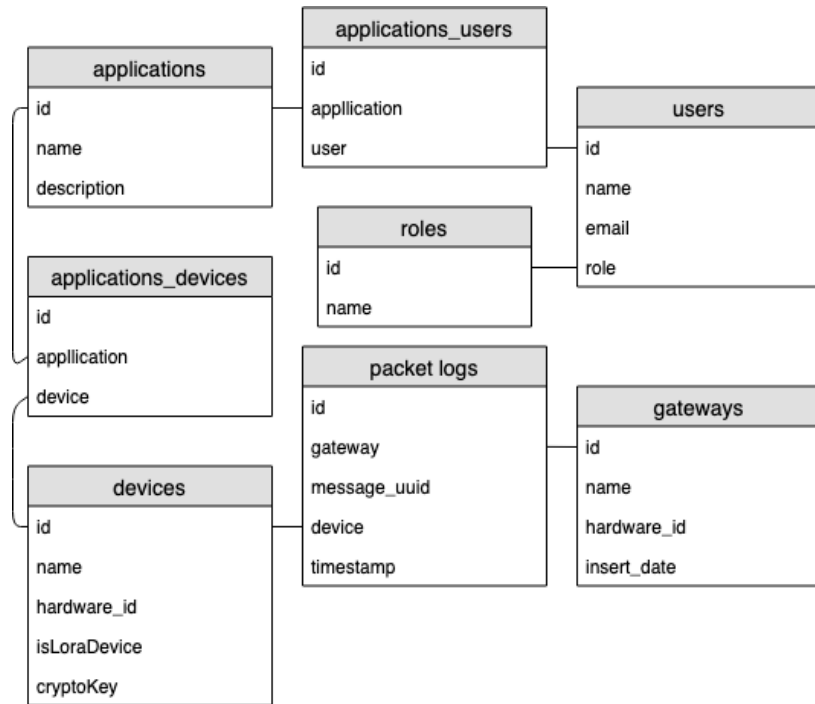 applications
id
name
description
applications_users
id
appllication
user
users
id
name
email
role
roles
id
name
applications_devices
id
appllication
device
packet logs
id
gateway
message_uuid
device
timestamp
gateways
id
name
hardware_id
insert_date
devices
id
name
hardware_id
isLoraDevice
cryptoKey